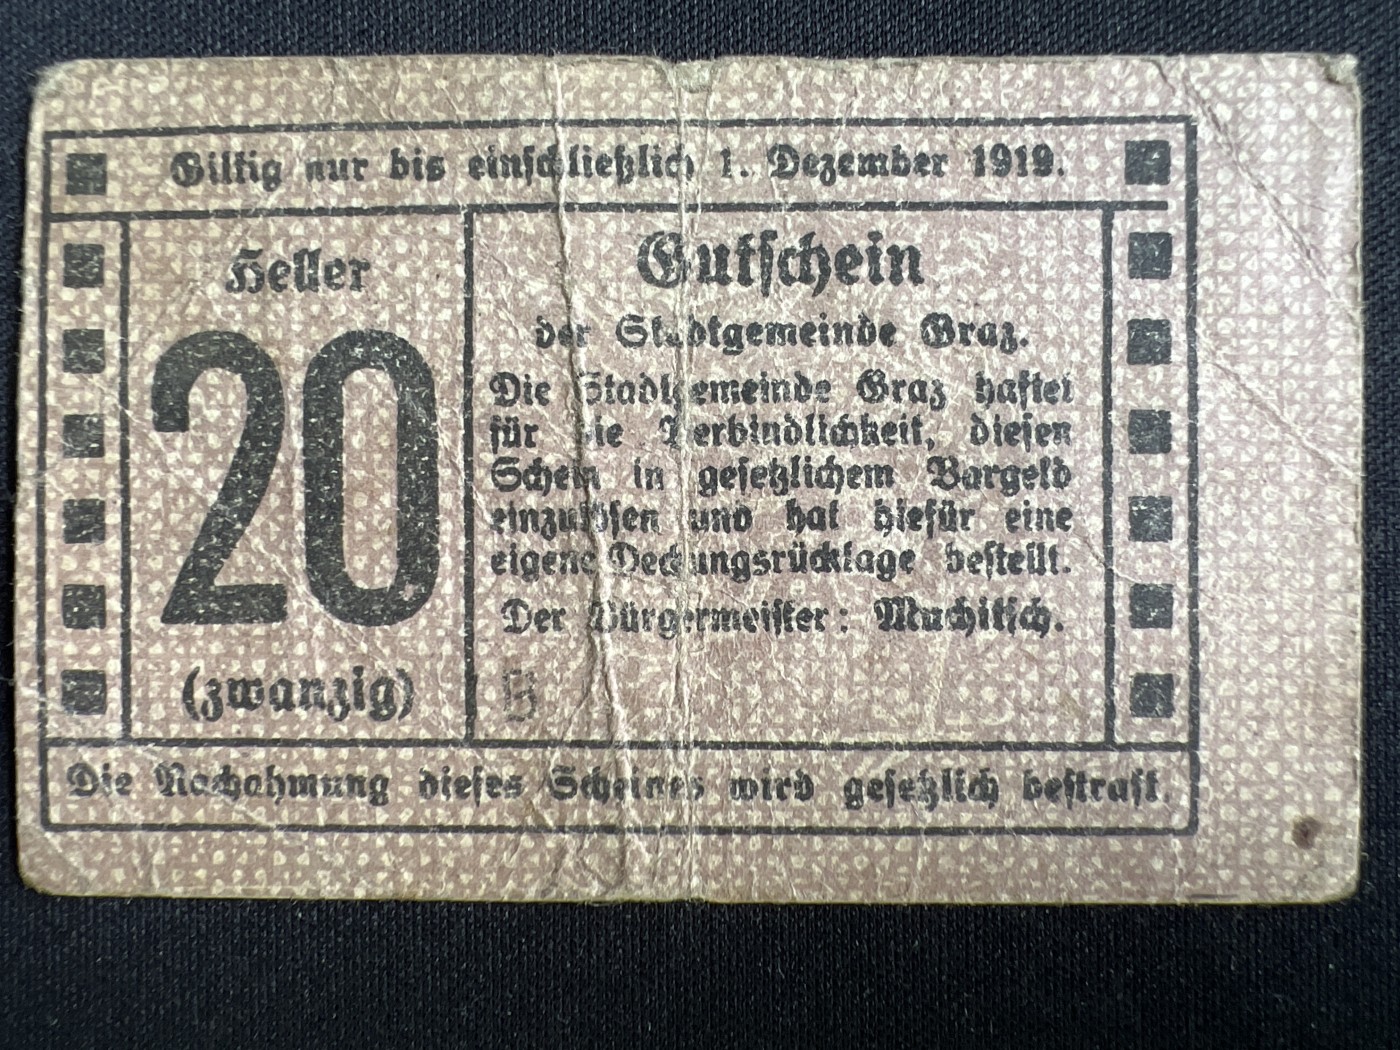 Giltig nur bis einschließlich 1. Dezember 1919.
Heller
20
(zwanzig)
Gutschein
der Stadtgemeinde Graz.
Die Stadtgemeinde Graz haftet
für die Verbindlichkeit, diesen
Schein in gesetzlichem Bargeld
einzulösen und hat hiefür eine
eigene Deckungsrücklage bestellt.
Der Bürgermeister: Muchitsch.
Die Nachahmung dieses Scheines wird gesetzlich bestraft.